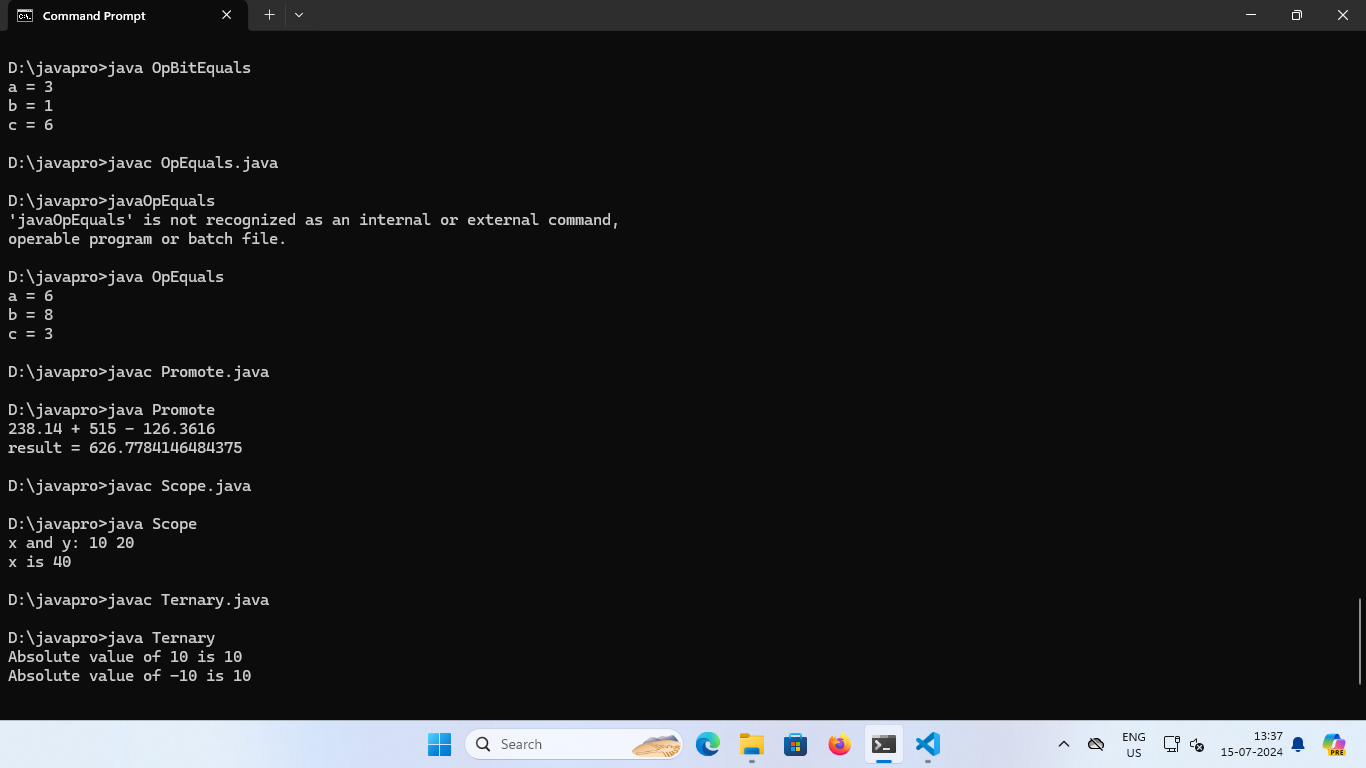 Command Prompt
D:\javapro>java OpBitEquals
a = 3
b = 1
c = 6
D:\javapro>javac OpEquals.java
D:\javapro>javaOpEquals
'javaOpEquals' is not recognized as an internal or external command,
operable program or batch file.
D:\javapro>java OpEquals
a = 6
b = 8
c = 3
D:\javapro>javac Promote.java
D:\javapro>java Promote
238.14 + 515 - 126.3616
result = 626.7784146484375
D:\javapro>javac Scope.java
D:\javapro>java Scope
x and y: 10 20
x is 40
D:\javapro>javac Ternary.java
D:\javapro>java Ternary
Absolute value of 10 is 10
Absolute value of -10 is 10
Search
ENG
US
13:37
15-07-2024
PRE